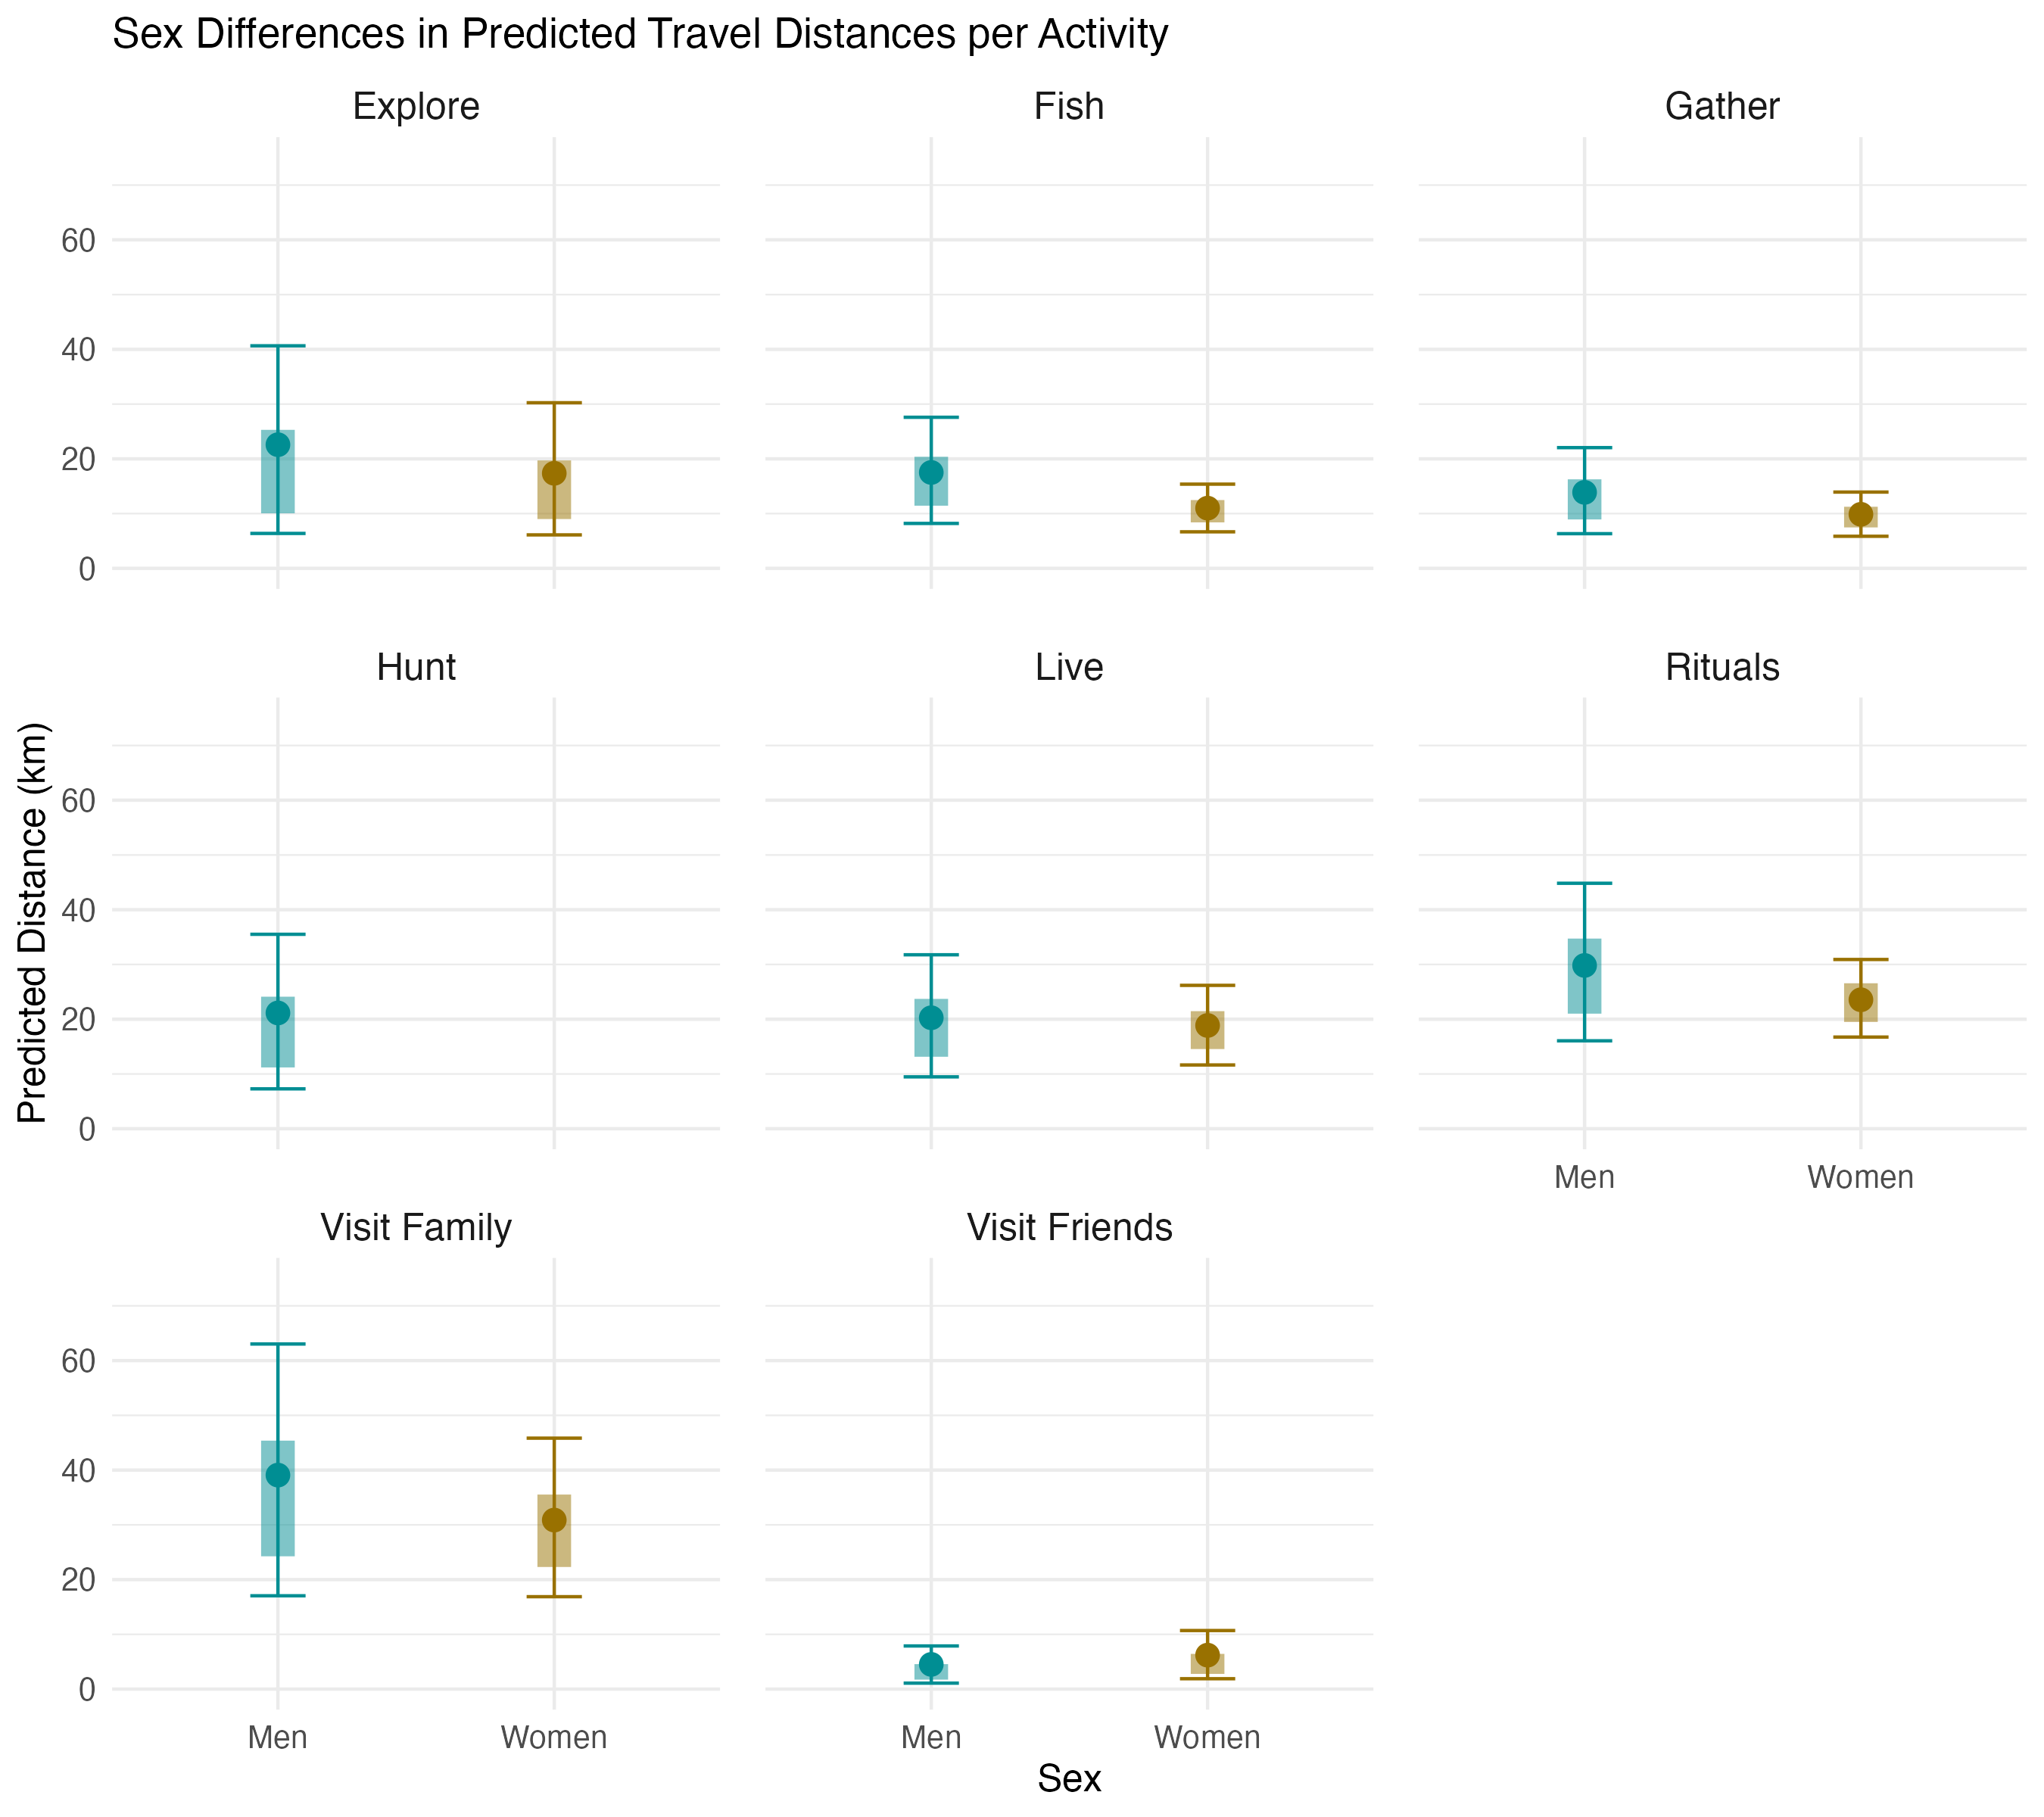 Sex Differences in Predicted Travel Distances per Activity
Explore
Fish
Gather
60
40
20
0
Hunt
Live
Rituals
Predicted Distance (km)
60
40
20
0
Men
Women
Visit Family
Visit Friends
60
40
20
0
Men
Women
Men
Women
Sex